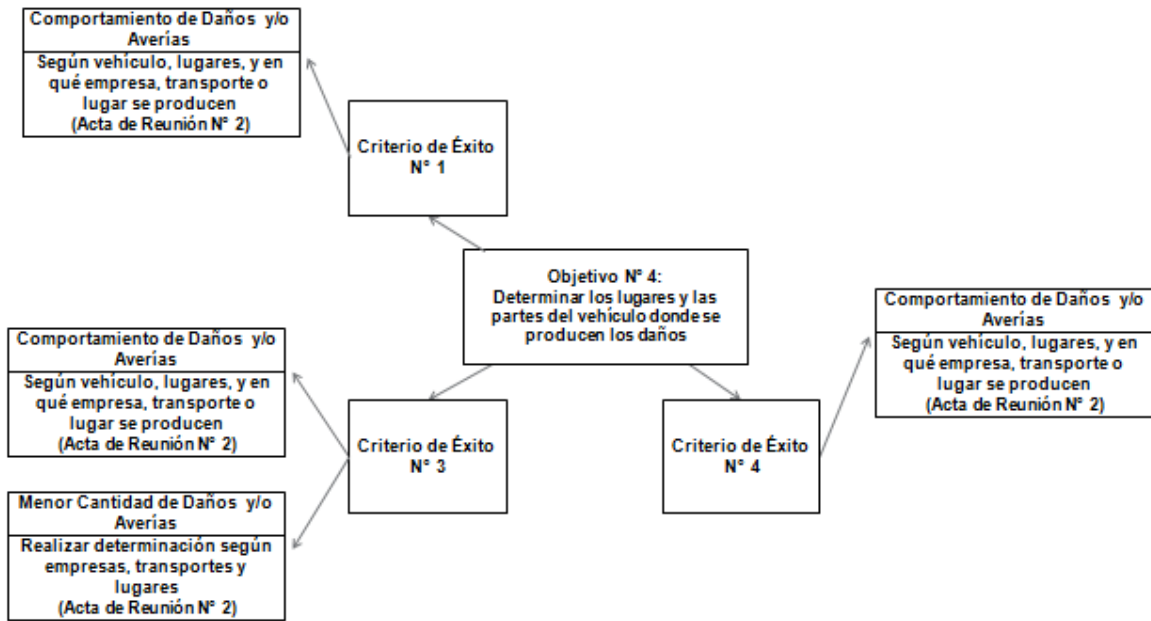 Comportamiento de Daños y/o
Averías
Según vehículo, lugares, y en
qué empresa, transporte o
lugar se producen
(Acta de Reunión N° 2)
Criterio de Éxito
N° 1
Objetivo N° 4:
Determinar los lugares y las
partes del vehículo donde se
producen los daños
Comportamiento de Daños y/o
Averías
Según vehículo, lugares, y en
qué empresa, transporte o
lugar se producen
(Acta de Reunión N° 2)
Comportamiento de Daños y/o
Averías
Según vehículo, lugares, y en
qué empresa, transporte o
lugar se producen
(Acta de Reunión N° 2)
Criterio de Éxito
N° 3
Criterio de Éxito
N° 4
Menor Cantidad de Daños y/o
Averías
Realizar determinación según
empresas, transportes y
lugares
(Acta de Reunión N° 2)